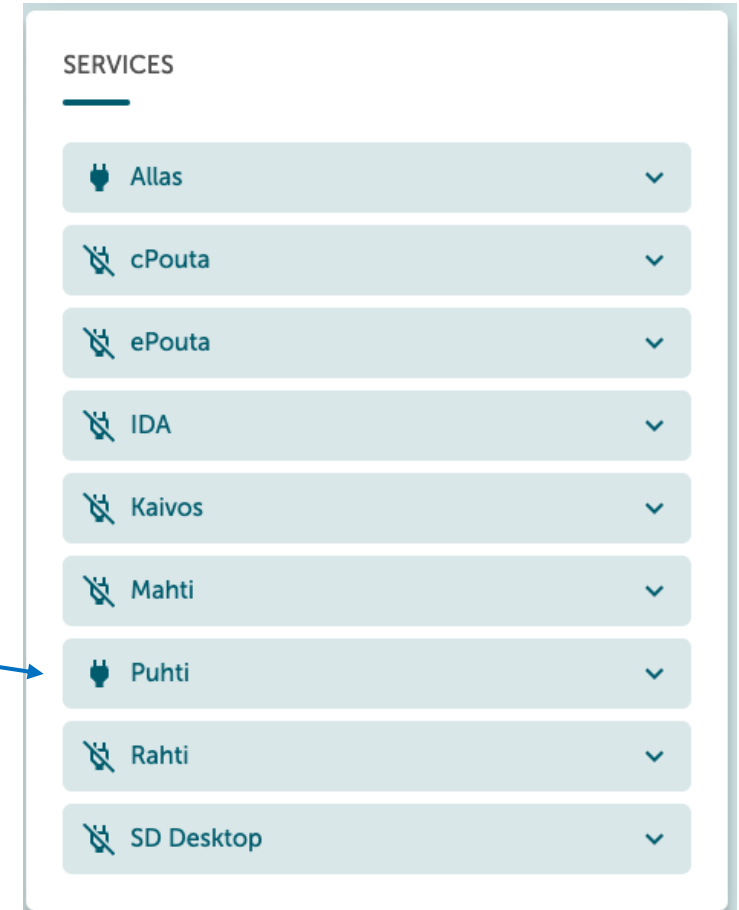 SERVICES
Allas
cPouta
ePouta
IDA
Kaivos
Mahti
Puhti
Rahti
SD Desktop